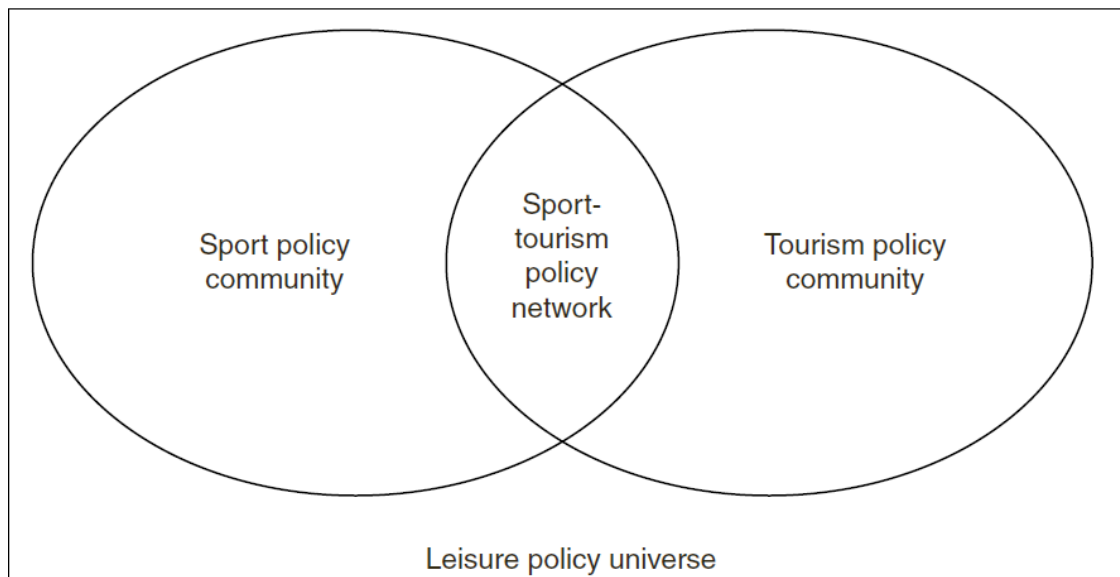 Sport policy
community
Sport-
tourism
policy
network
Tourism policy
community
Leisure policy universe